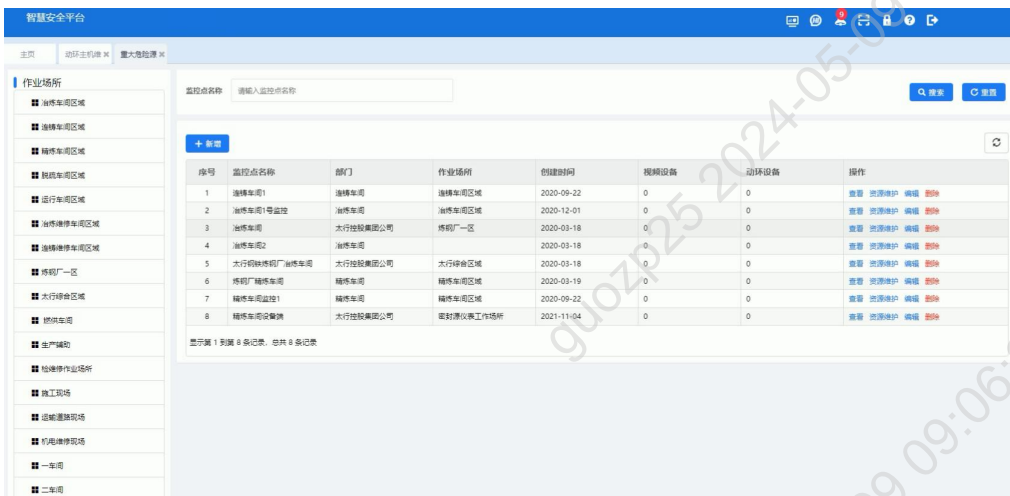 智慧安全平台
9
主页 动环主机维 × 重大危险源 ×
作业场所
冶炼车间区域
连铸车间区域
精炼车间区域
脱硫车间区域
运行车间区域
冶炼维修车间区域
连铸维修车间区域
炼钢厂一区
太行综合区域
燃供车间
生产辅助
检维修作业场所
施工现场
运输道路现场
机电维修现场
一车间
二车间
监控点名称 请输入监控点名称 搜索 重置
+ 新增
序号 监控点名称 部门 作业场所 创建时间 视频设备 动环设备 操作
1 连铸车间1 连铸车间 连铸车间区域 2020-09-22 0 0 查看 资源维护 编辑 删除
2 冶炼车间1号监控 冶炼车间 冶炼车间区域 2020-12-01 0 0 查看 资源维护 编辑 删除
3 冶炼车间 太行控股集团公司 炼钢厂一区 2020-03-18 0 0 查看 资源维护 编辑 删除
4 冶炼车间2 冶炼车间 2020-03-18 0 0 查看 资源维护 编辑 删除
5 太行钢铁炼钢厂冶炼车间 太行控股集团公司 太行综合区域 2020-03-18 0 0 查看 资源维护 编辑 删除
6 炼钢厂精炼车间 精炼车间 精炼车间区域 2020-03-19 0 0 查看 资源维护 编辑 删除
7 精炼车间监控1 精炼车间 精炼车间区域 2020-09-22 0 0 查看 资源维护 编辑 删除
8 精炼车间设备端 太行控股集团公司 密封源仪表工作场所 2021-11-04 0 0 查看 资源维护 编辑 删除
显示第 1 到第 8 条记录，总共 8 条记录
guozp25 2024-05-09
09:06: